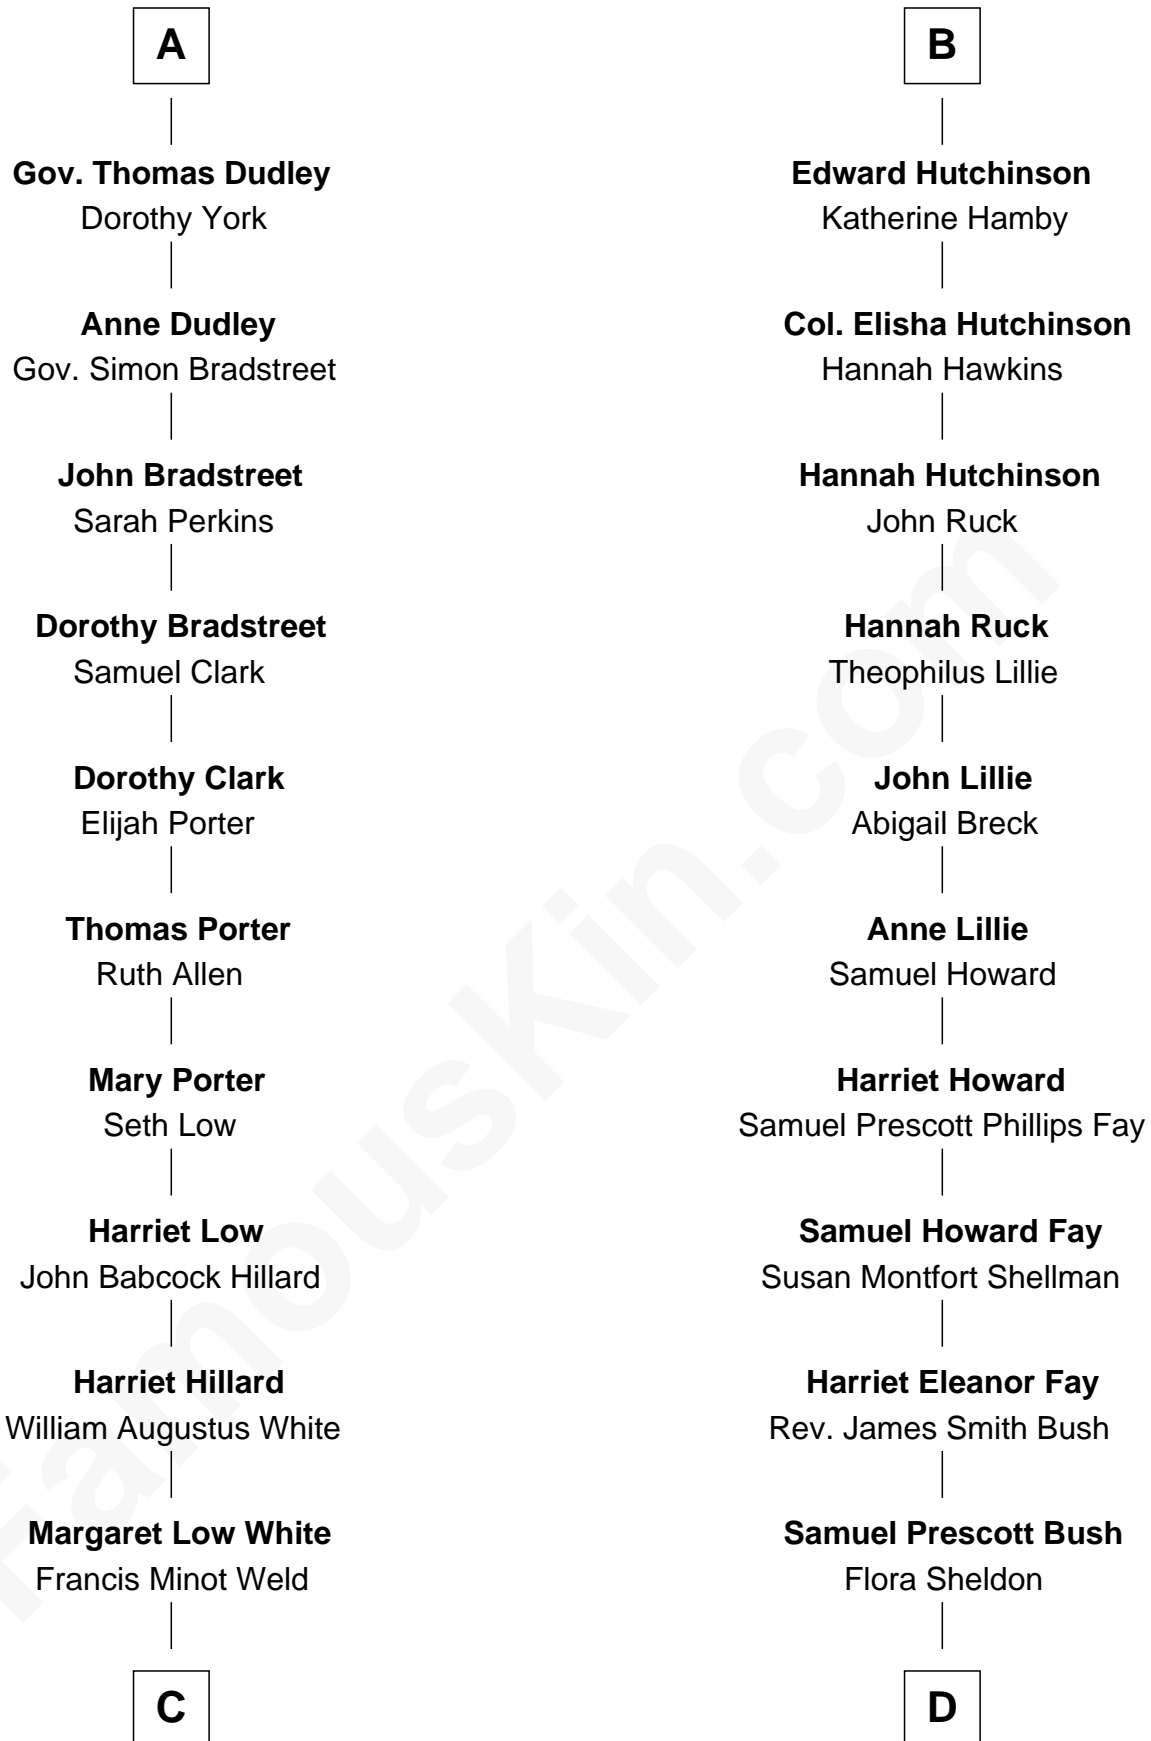 A
Gov. Thomas Dudley
Dorothy York
Anne Dudley
Gov. Simon Bradstreet
John Bradstreet
Sarah Perkins
Dorothy Bradstreet
Samuel Clark
Dorothy Clark
Elijah Porter
Thomas Porter
Ruth Allen
Mary Porter
Seth Low
Harriet Low
John Babcock Hillard
Harriet Hillard
William Augustus White
Margaret Low White
Francis Minot Weld
C
B
Edward Hutchinson
Katherine Hamby
Col. Elisha Hutchinson
Hannah Hawkins
Hannah Hutchinson
John Ruck
Hannah Ruck
Theophilus Lillie
John Lillie
Abigail Breck
Anne Lillie
Samuel Howard
Harriet Howard
Samuel Prescott Phillips Fay
Samuel Howard Fay
Susan Montfort Shellman
Harriet Eleanor Fay
Rev. James Smith Bush
Samuel Prescott Bush
Flora Sheldon
D
FamousKin.com